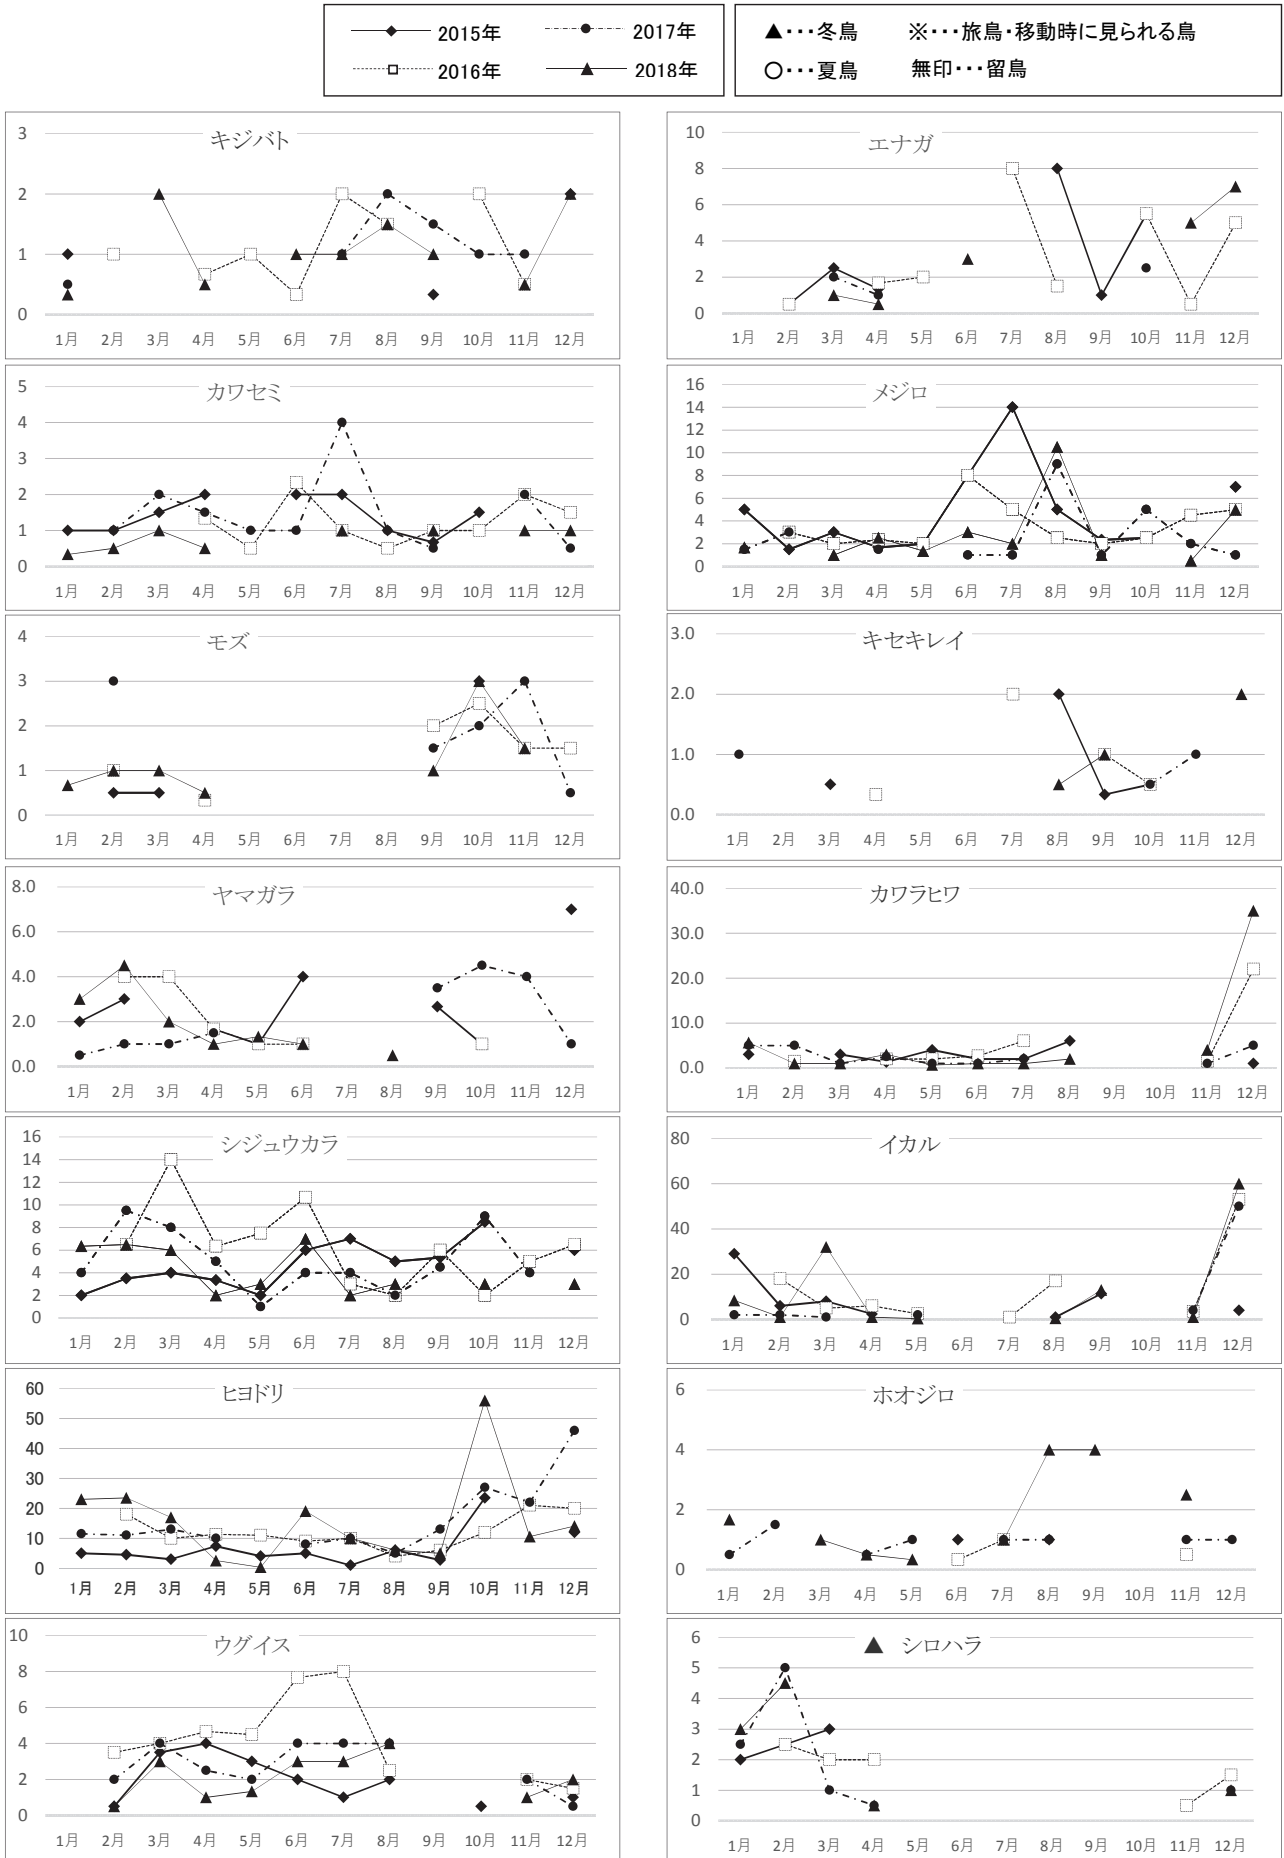 2015年 2017年
2016年 2018年
▲・・・冬鳥 ※・・・旅鳥・移動時に見られる鳥
○・・・夏鳥 無印・・・留鳥
キジバト
3
2
1
0
1月 2月 3月 4月 5月 6月 7月 8月 9月 10月 11月 12月
エナガ
10
8
6
4
2
0
1月 2月 3月 4月 5月 6月 7月 8月 9月 10月 11月 12月
カワセミ
5
4
3
2
1
0
1月 2月 3月 4月 5月 6月 7月 8月 9月 10月 11月 12月
メジロ
16
14
12
10
8
6
4
2
0
1月 2月 3月 4月 5月 6月 7月 8月 9月 10月 11月 12月
モズ
4
3
2
1
0
1月 2月 3月 4月 5月 6月 7月 8月 9月 10月 11月 12月
キセキレイ
3.0
2.0
1.0
0.0
1月 2月 3月 4月 5月 6月 7月 8月 9月 10月 11月 12月
ヤマガラ
8.0
6.0
4.0
2.0
0.0
1月 2月 3月 4月 5月 6月 7月 8月 9月 10月 11月 12月
カワラヒワ
40.0
30.0
20.0
10.0
0.0
1月 2月 3月 4月 5月 6月 7月 8月 9月 10月 11月 12月
シジュウカラ
16
14
12
10
8
6
4
2
0
1月 2月 3月 4月 5月 6月 7月 8月 9月 10月 11月 12月
イカル
80
60
40
20
0
1月 2月 3月 4月 5月 6月 7月 8月 9月 10月 11月 12月
ヒヨドリ
60
50
40
30
20
10
0
1月 2月 3月 4月 5月 6月 7月 8月 9月 10月 11月 12月
ホオジロ
6
4
2
0
1月 2月 3月 4月 5月 6月 7月 8月 9月 10月 11月 12月
ウグイス
10
8
6
4
2
0
1月 2月 3月 4月 5月 6月 7月 8月 9月 10月 11月 12月
▲ シロハラ
6
5
4
3
2
1
0
1月 2月 3月 4月 5月 6月 7月 8月 9月 10月 11月 12月